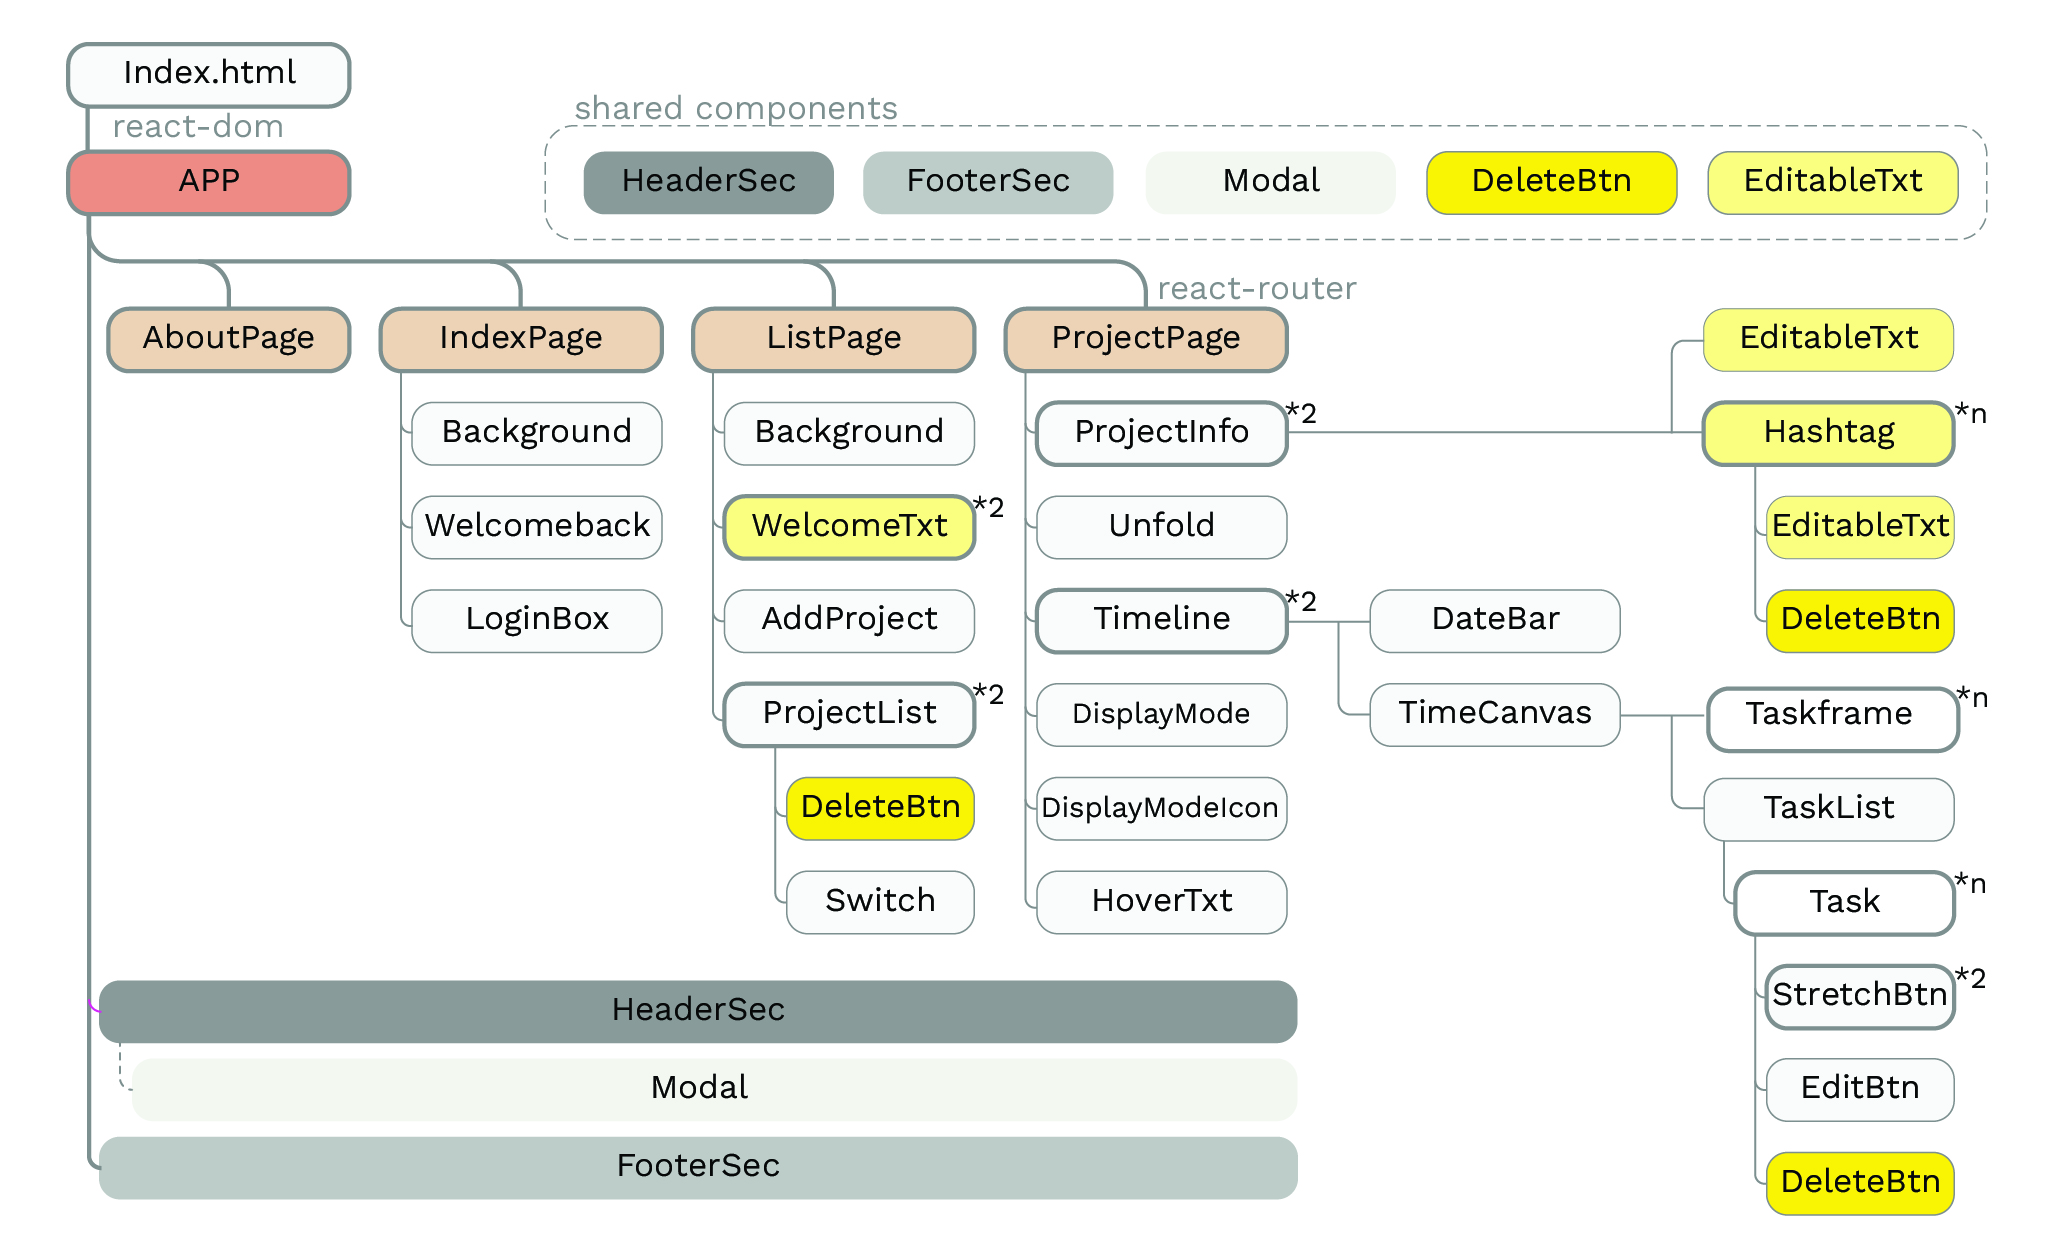 Index.html
react-dom
APP
shared components
HeaderSec
FooterSec
Modal
DeleteBtn
EditableTxt
react-router
AboutPage
IndexPage
Background
Welcomeback
LoginBox
ListPage
Background
WelcomeTxt
*2
AddProject
ProjectList
*2
DeleteBtn
Switch
ProjectPage
ProjectInfo
*2
Unfold
Timeline
*2
DisplayMode
DisplayModeIcon
HoverTxt
DateBar
TimeCanvas
EditableTxt
Hashtag
*n
EditableTxt
DeleteBtn
Taskframe
*n
TaskList
Task
*n
StretchBtn
*2
EditBtn
DeleteBtn
HeaderSec
Modal
FooterSec